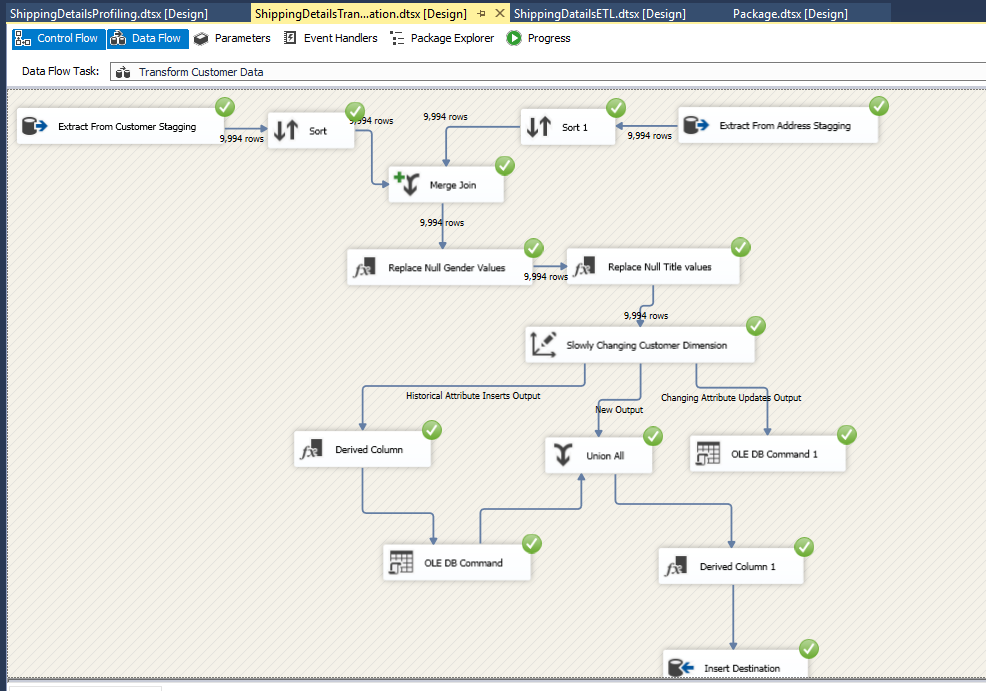 ShippingDetailsProfiling.dtsx [Design]
ShippingDetailsTran...ation.dtsx [Design]
ShippingDatailsETL.dtsx [Design]
Package.dtsx [Design]
Control Flow
Data Flow
Parameters
Event Handlers
Package Explorer
Progress
Data Flow Task:
Transform Customer Data
Extract From Customer Staging
9,994 rows
Sort
9,994 rows
9,994 rows
Sort 1
9,994 rows
Extract From Address Staging
Merge Join
9,994 rows
Replace Null Gender Values
9,994 rows
Replace Null Title values
9,994 rows
Slowly Changing Customer Dimension
Historical Attribute Inserts Output
New Output
Changing Attribute Updates Output
Derived Column
Union All
OLE DB Command 1
OLE DB Command
Derived Column 1
Insert Destination